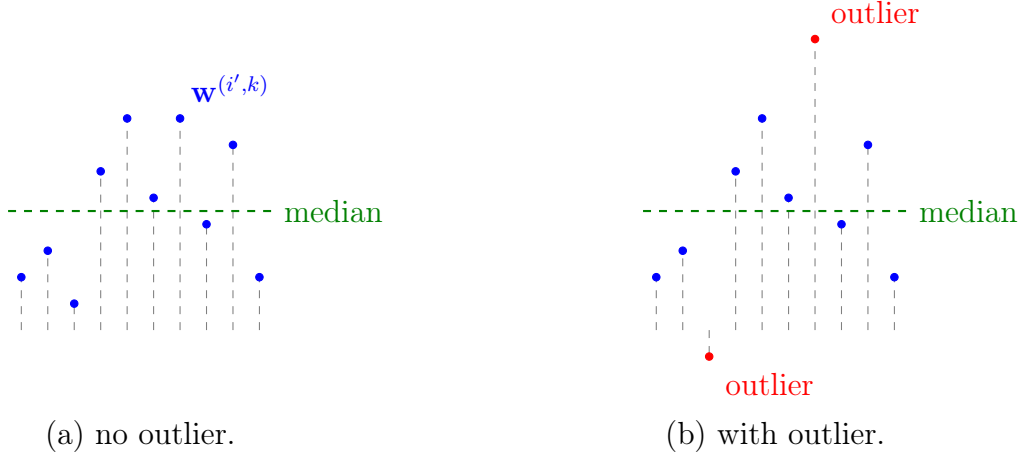 outlier
w^{(i′,k)}
median
median
outlier
(a) no outlier.
(b) with outlier.